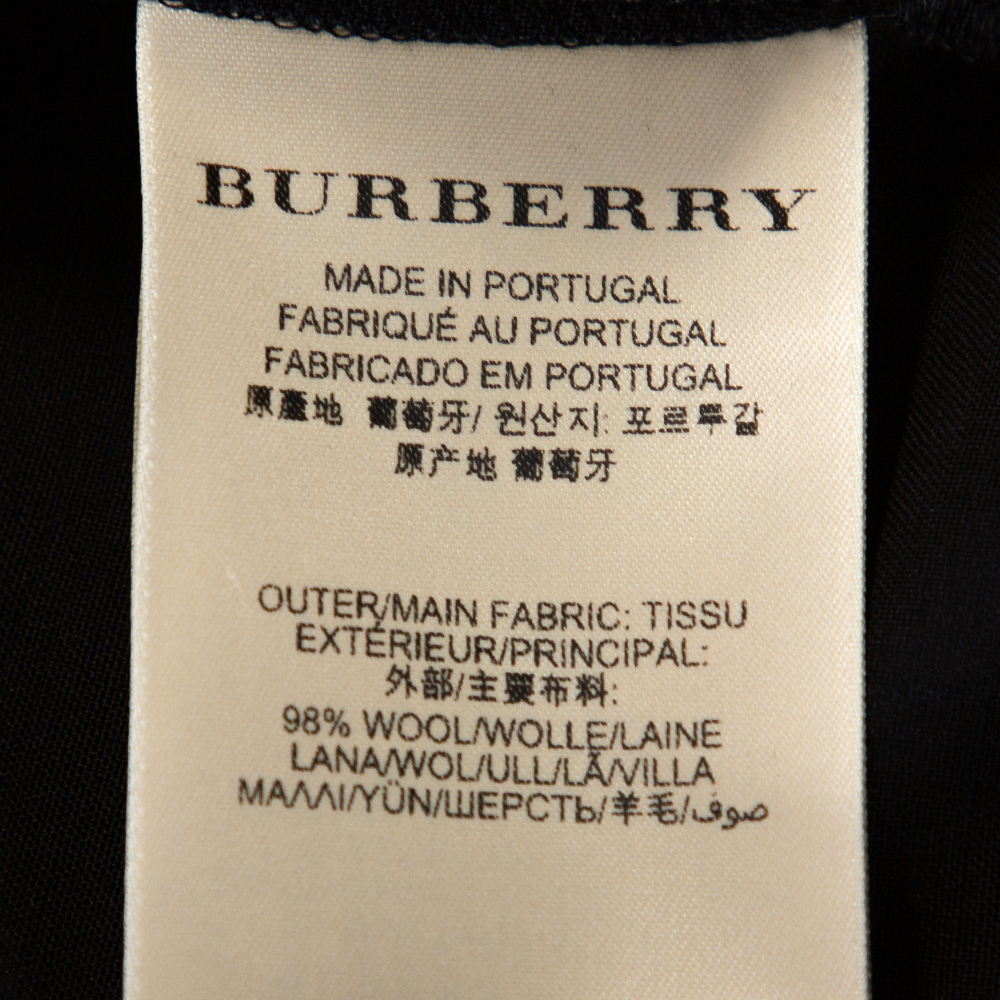 BURBERRY
MADE IN PORTUGAL
FABRIQUÉ AU PORTUGAL
FABRICADO EM PORTUGAL
原產地 葡萄牙/ 원산지: 포르투갈
原产地 葡萄牙
OUTER/MAIN FABRIC: TISSU
EXTÉRIEUR/PRINCIPAL:
外部/主要布料:
98% WOOL/WOLLE/LAINE
LANA/WOL/ULL/LÃ/VILLA
ΜΑΛΛΙ/YÜN/ШЕРСТЬ/羊毛/صوف